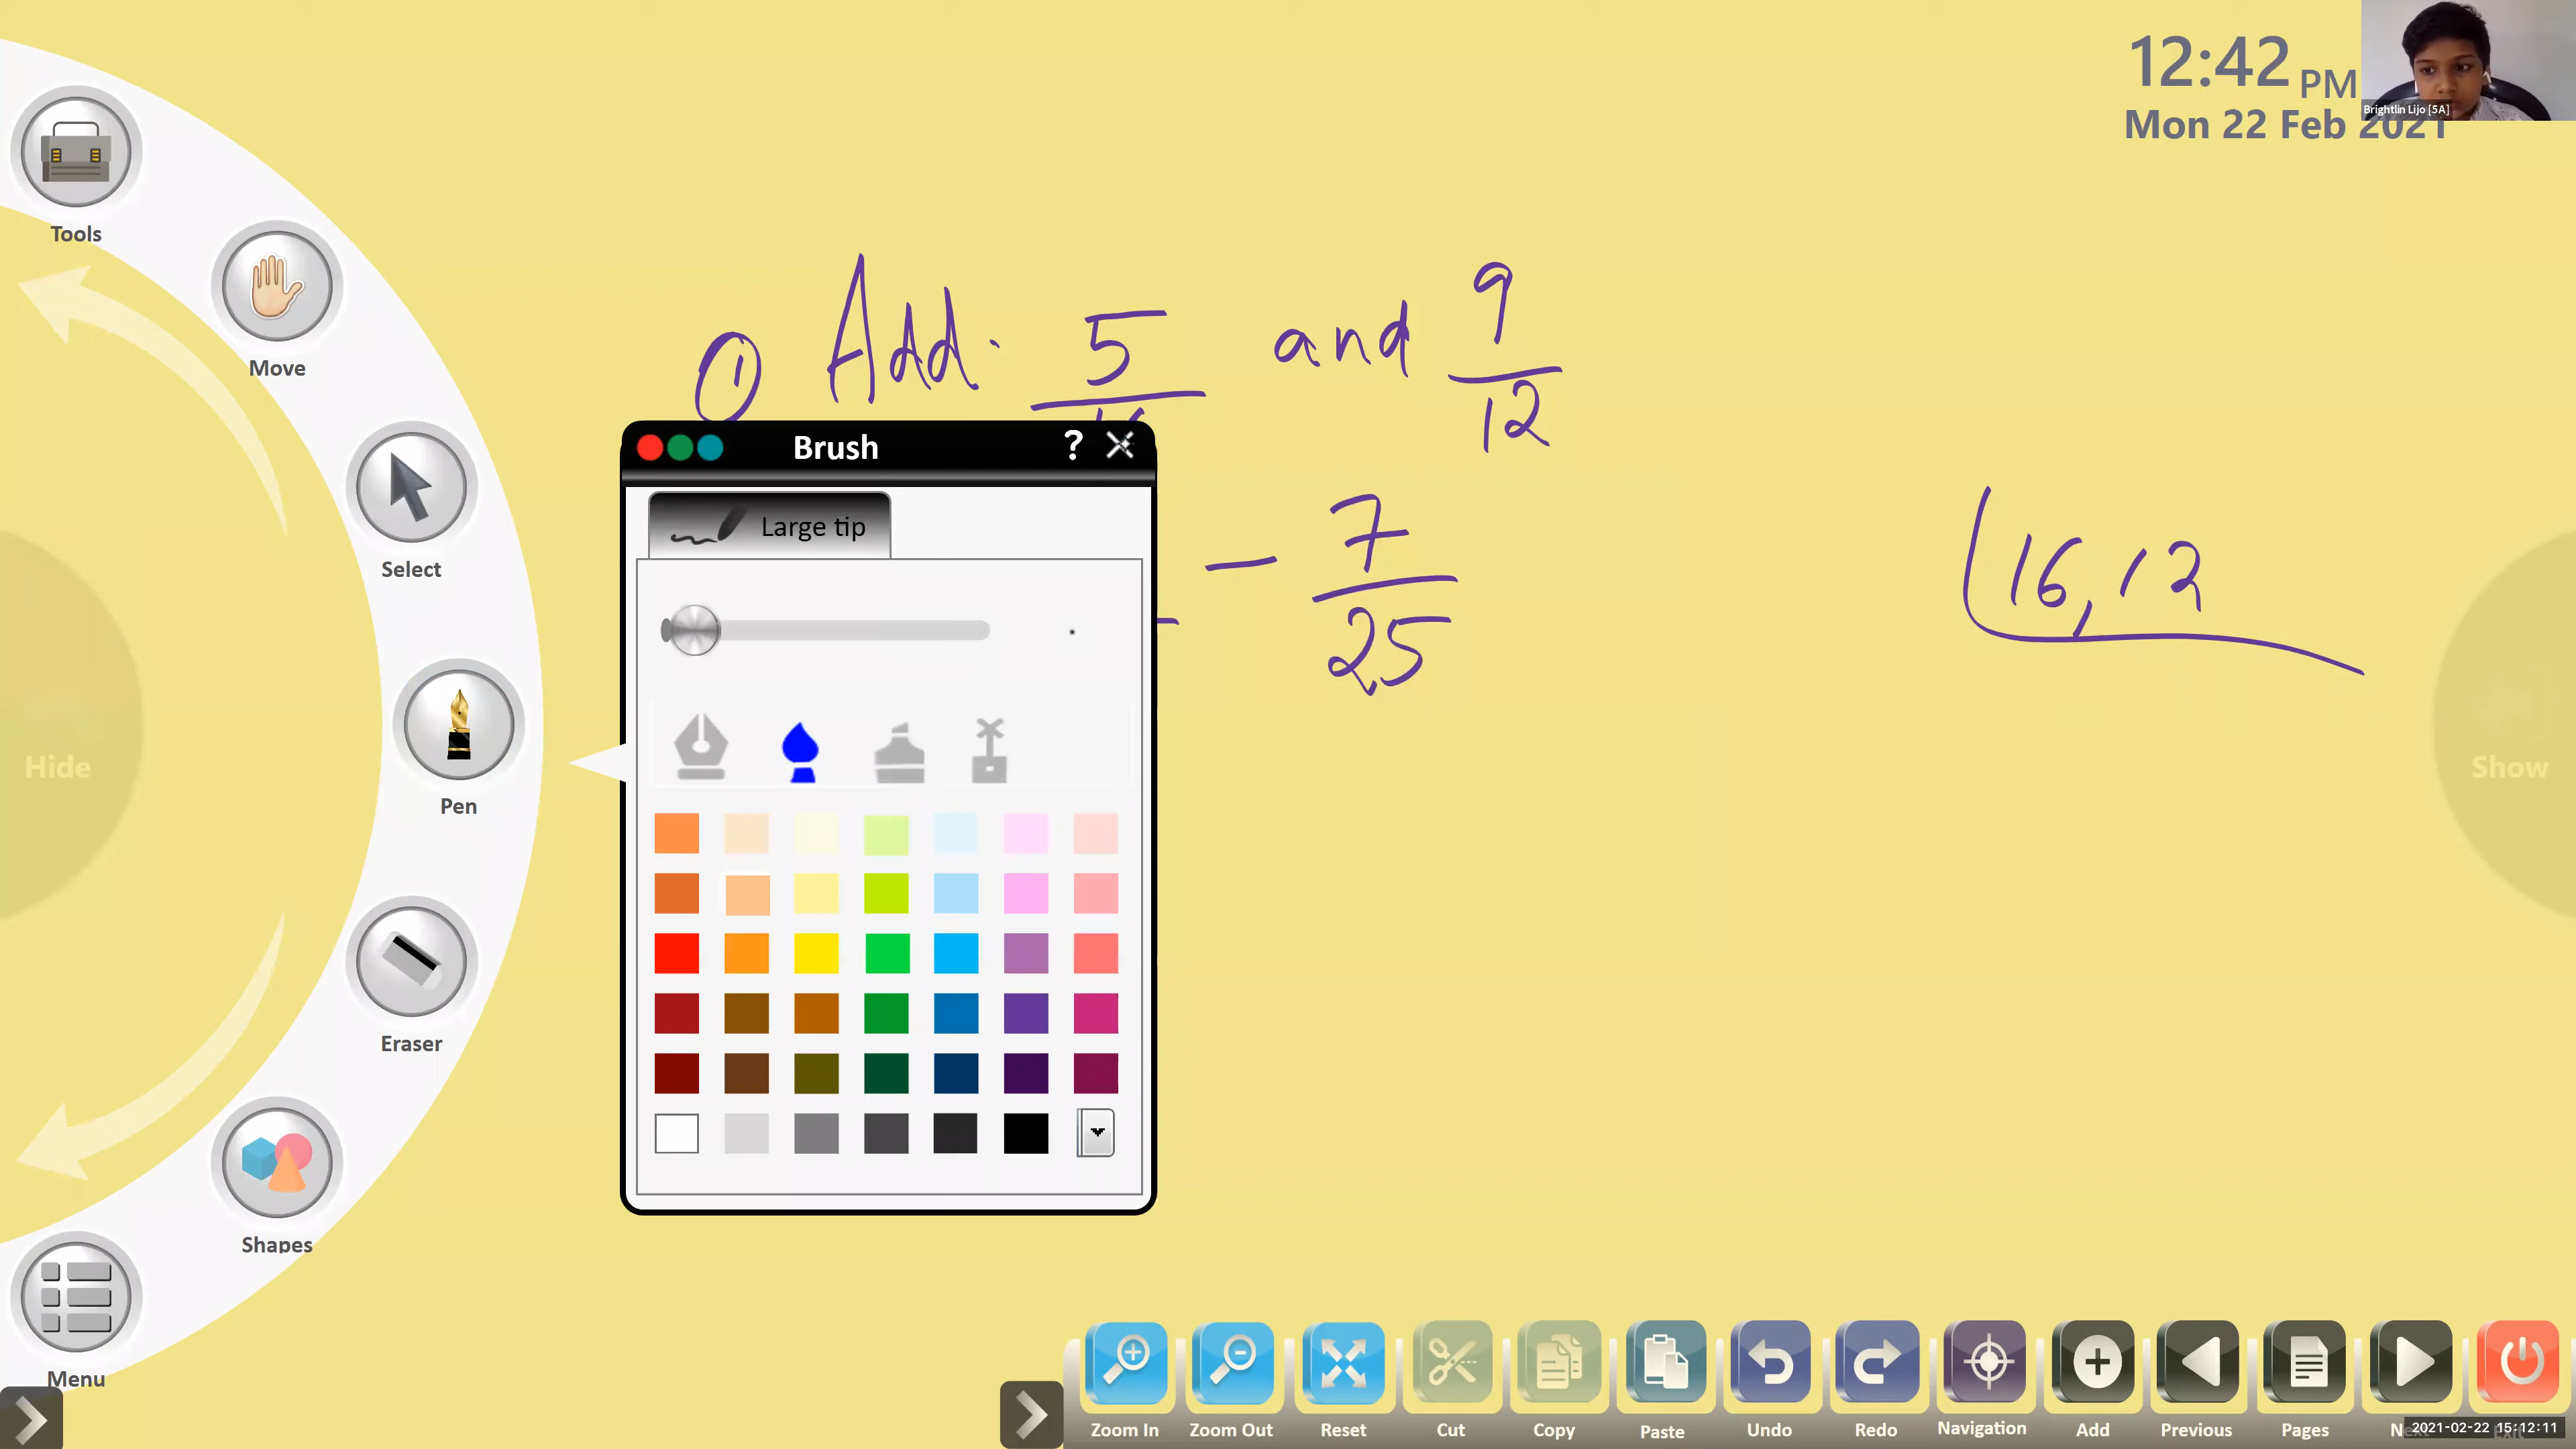 12:42 PM
Mon 22 Feb 2021
Brightlin Lijo [5A]
Tools
Move
Select
Pen
Eraser
Shapes
Menu
Hide
Show
① Add: 5 and 9
12
Brush ?
Large tip
- 7
25
16, 12
Zoom In Zoom Out Reset Cut Copy Paste Undo Redo Navigation Add Previous Pages
2021-02-22 15:12:11